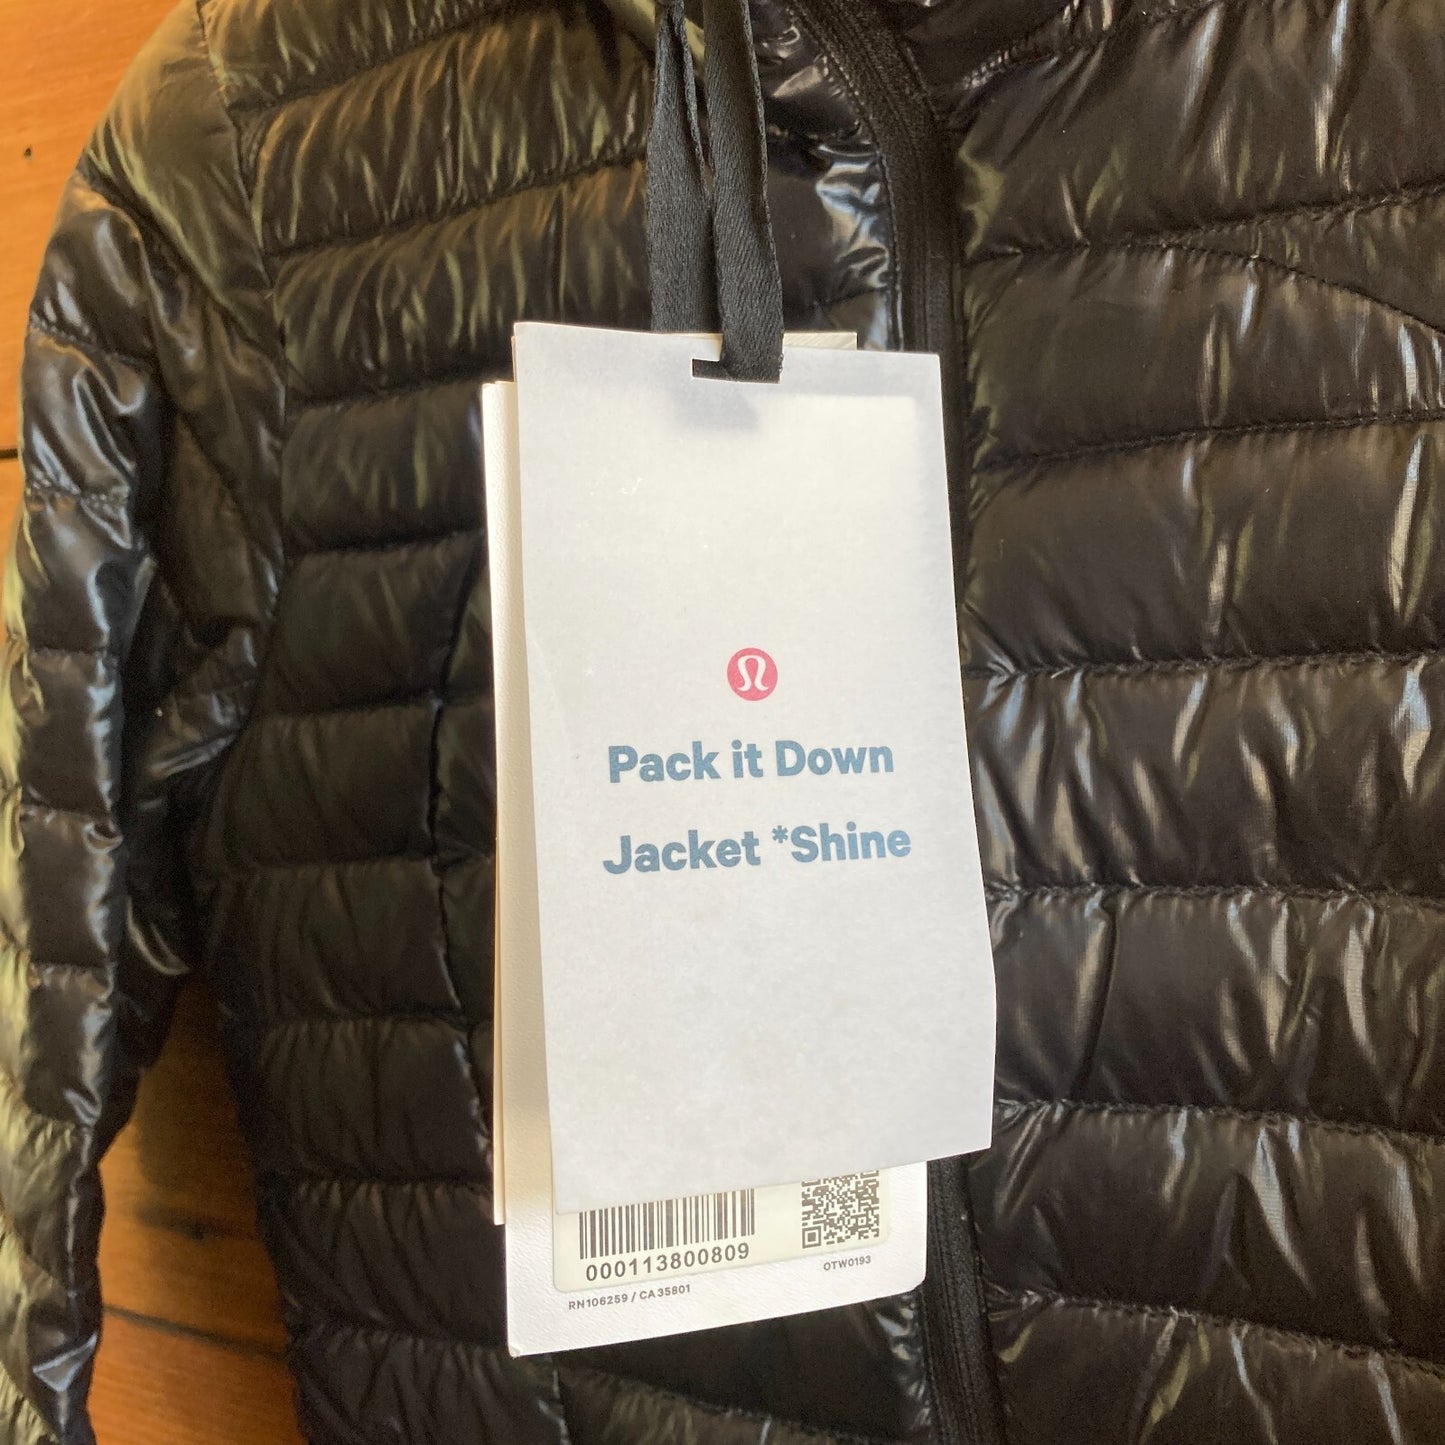 Pack it Down
Jacket *Shine
000113800809
OTW0193
RN106259 / CA35801